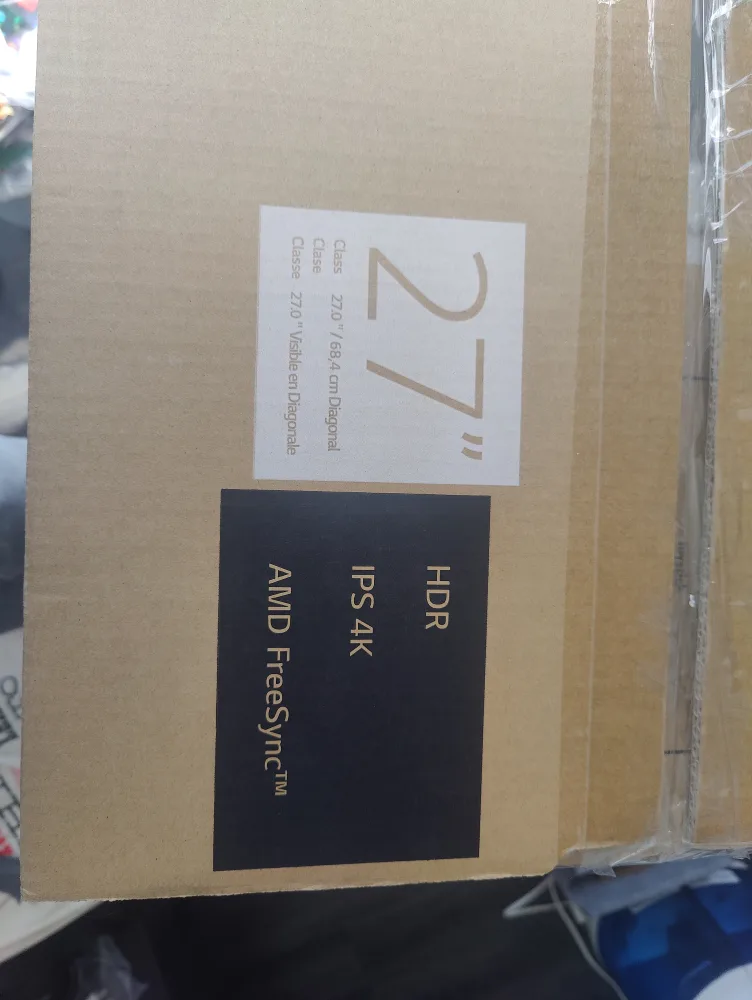 27"
Class 27.0 " / 68,4 cm Diagonal
Clase
Classe 27.0 " Visible en Diagonale
HDR
IPS 4K
AMD FreeSync™